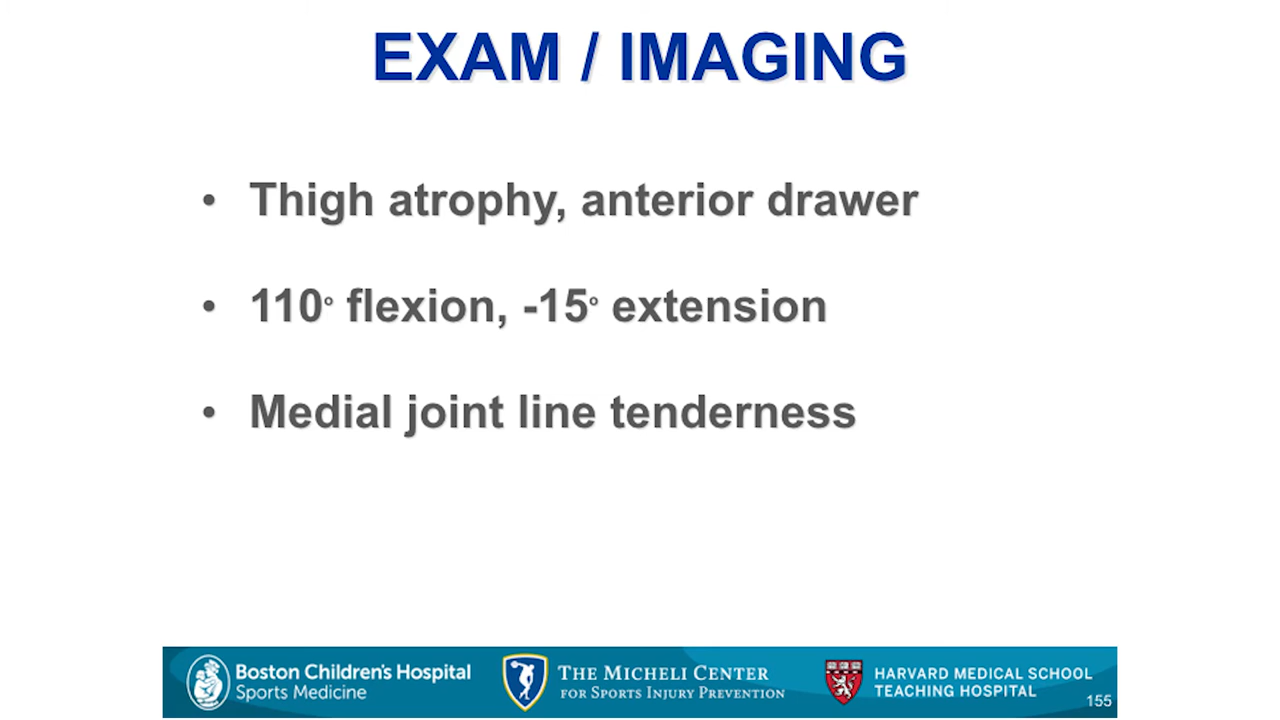 EXAM / IMAGING
• Thigh atrophy, anterior drawer
• 110° flexion, -15° extension
• Medial joint line tenderness
Boston Children's Hospital
Sports Medicine
THE MICHELI CENTER
FOR SPORTS INJURY PREVENTION
HARVARD MEDICAL SCHOOL
TEACHING HOSPITAL
155